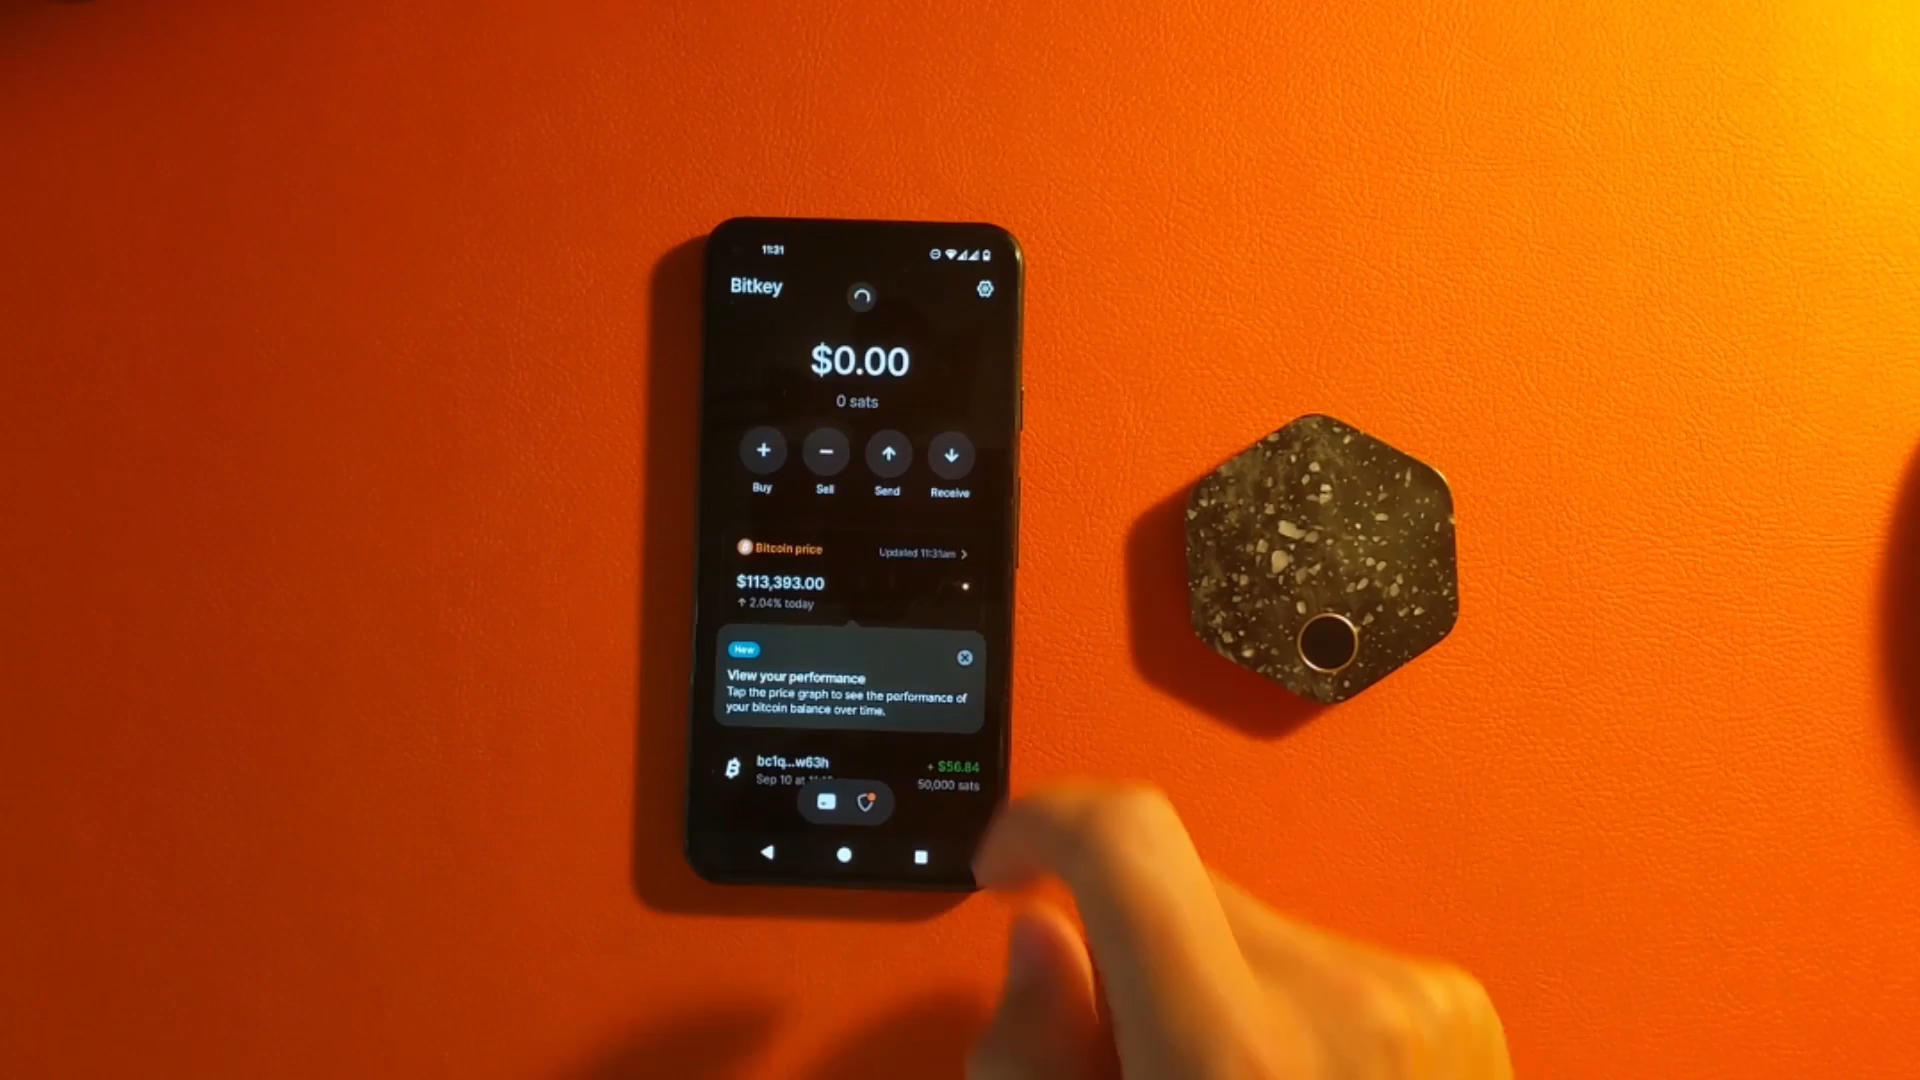 11:31
Bitkey
$0.00
0 sats
Buy
Sell
Send
Receive
Bitcoin price
Updated 11:31am
$113,393.00
↑ 2.04% today
New
View your performance
Tap the price graph to see the performance of
your bitcoin balance over time.
bc1q...w63h
+ $56.84
Sep 10 at
50,000 sats